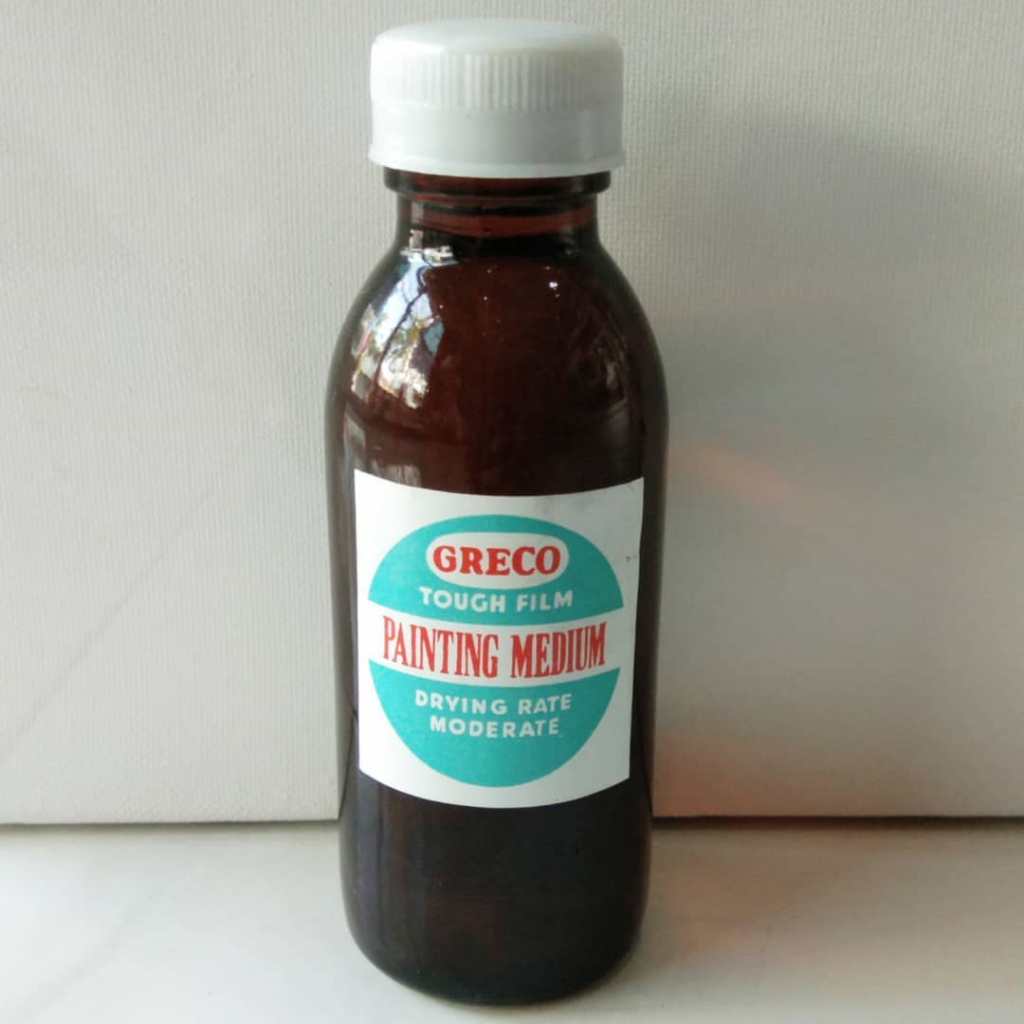 GRECO
TOUGH FILM
PAINTING MEDIUM
DRYING RATE
MODERATE